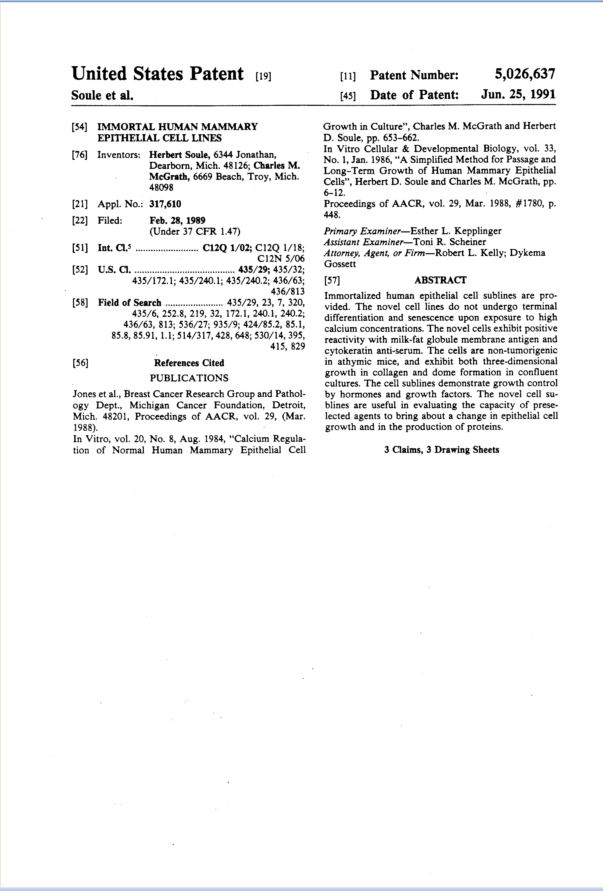 United States Patent [19]
Soule et al.
[11] Patent Number: 5,026,637
[45] Date of Patent: Jun. 25, 1991
[54] IMMORTAL HUMAN MAMMARY
EPITHELIAL CELL LINES
[76] Inventors: Herbert Soule, 6344 Jonathan,
Dearborn, Mich. 48126; Charles M.
McGrath, 6669 Beach, Troy, Mich.
48098
[21] Appl. No.: 317,610
[22] Filed: Feb. 28, 1989
(Under 37 CFR 1.47)
[51] Int. Cl.5 ......................... C12Q 1/02; C12Q 1/18;
C12N 5/06
[52] U.S. Cl. ........................................ 435/29; 435/32;
435/172.1; 435/240.1; 435/240.2; 436/63;
436/813
[58] Field of Search ....................... 435/29, 23, 7, 320,
435/6, 252.8, 219, 32, 172.1, 240.1, 240.2;
436/63, 813; 536/27; 935/9; 424/85.2, 85.1,
85.8, 85.91, 1.1; 514/317, 428, 648; 530/14, 395,
415, 829
[56] References Cited
PUBLICATIONS
Jones et al., Breast Cancer Research Group and Pathol-
ogy Dept., Michigan Cancer Foundation, Detroit,
Mich. 48201, Proceedings of AACR, vol. 29, (Mar.
1988).
In Vitro, vol. 20, No. 8, Aug. 1984, "Calcium Regula-
tion of Normal Human Mammary Epithelial Cell
Growth in Culture", Charles M. McGrath and Herbert
D. Soule, pp. 653-662.
In Vitro Cellular & Developmental Biology, vol. 33,
No. 1, Jan. 1986, "A Simplified Method for Passage and
Long-Term Growth of Human Mammary Epithelial
Cells", Herbert D. Soule and Charles M. McGrath, pp.
6-12.
Proceedings of AACR, vol. 29, Mar. 1988, #1780, p.
448.
Primary Examiner—Esther L. Kepplinger
Assistant Examiner—Toni R. Scheiner
Attorney, Agent, or Firm—Robert L. Kelly; Dykema
Gossett
[57] ABSTRACT
Immortalized human epithelial cell sublines are pro-
vided. The novel cell lines do not undergo terminal
differentiation and senescence upon exposure to high
calcium concentrations. The novel cells exhibit positive
reactivity with milk-fat globule membrane antigen and
cytokeratin anti-serum. The cells are non-tumorigenic
in athymic mice, and exhibit both three-dimensional
growth in collagen and dome formation in confluent
cultures. The cell sublines demonstrate growth control
by hormones and growth factors. The novel cell su-
blines are useful in evaluating the capacity of prese-
lected agents to bring about a change in epithelial cell
growth and in the production of proteins.
3 Claims, 3 Drawing Sheets